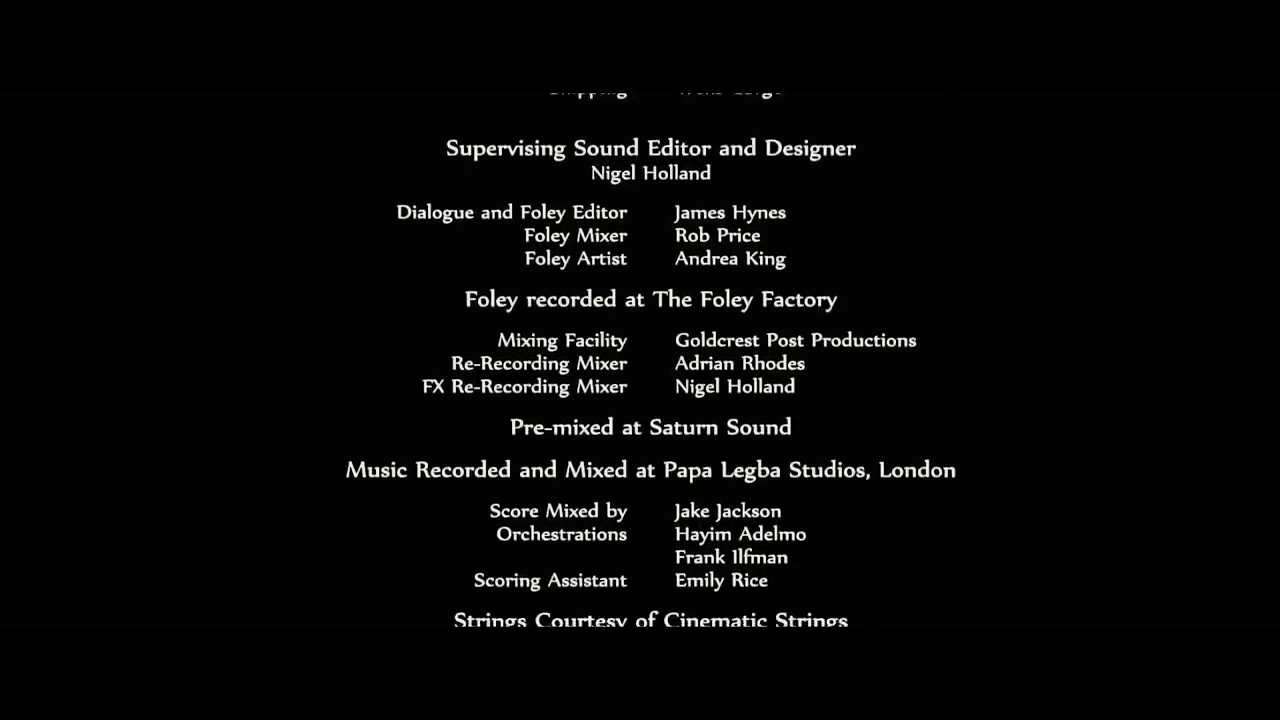 Supervising Sound Editor and Designer
Nigel Holland
Dialogue and Foley Editor James Hynes
Foley Mixer Rob Price
Foley Artist Andrea King
Foley recorded at The Foley Factory
Mixing Facility Goldcrest Post Productions
Re-Recording Mixer Adrian Rhodes
FX Re-Recording Mixer Nigel Holland
Pre-mixed at Saturn Sound
Music Recorded and Mixed at Papa Legba Studios, London
Score Mixed by Jake Jackson
Orchestrations Hayim Adelmo
Frank Ilfman
Scoring Assistant Emily Rice
Strings Courtesy of Cinematic Strings